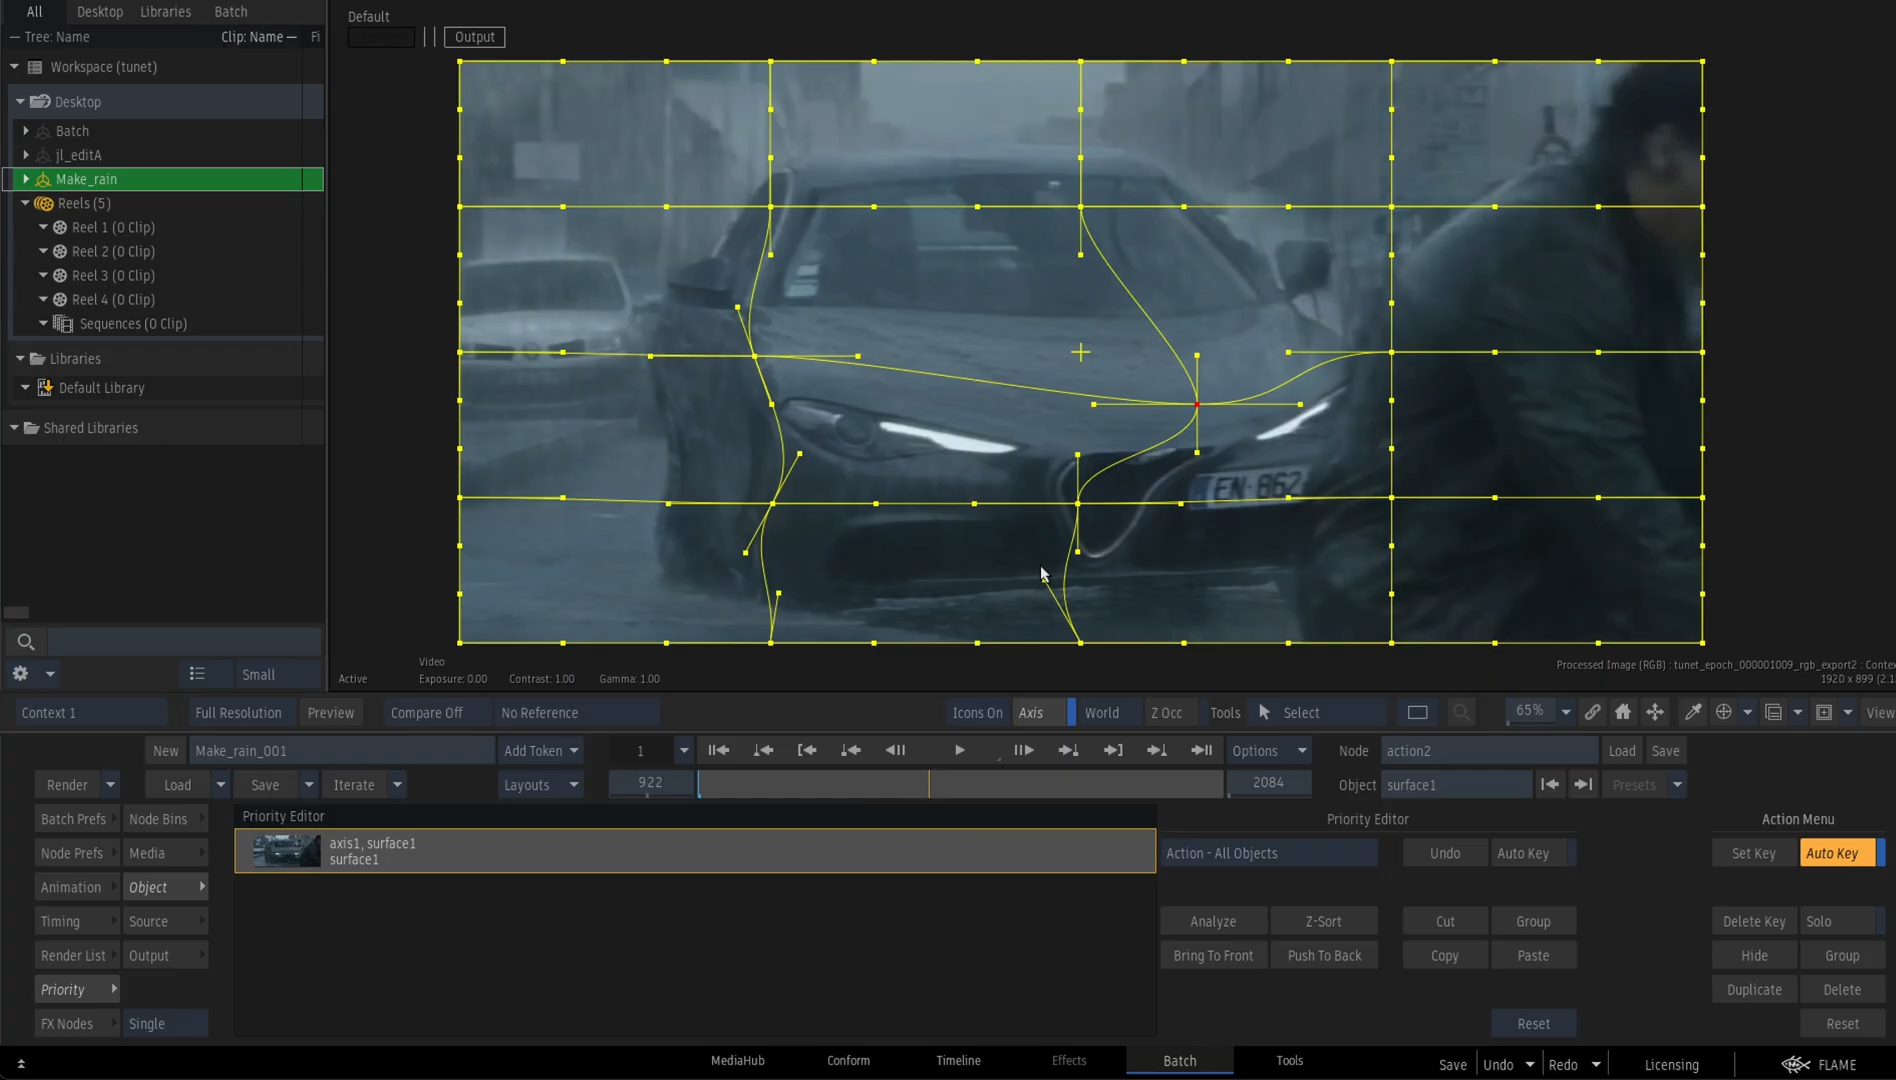 All Desktop Libraries Batch
Tree: Name Clip: Name Fi
Workspace (tunet)
Desktop
Batch
jl_editA
Make_rain
Reels (5)
Reel 1 (0 Clip)
Reel 2 (0 Clip)
Reel 3 (0 Clip)
Reel 4 (0 Clip)
Sequences (0 Clip)
Libraries
Default Library
Shared Libraries
Small
Default
Output
EN-862
Video
Active Exposure: 0.00 Contrast: 1.00 Gamma: 1.00
Processed Image (RGB) : tunet_epoch_000001009_rgb_export2 : Contex
1920 x 899 (2.1
Context 1 Full Resolution Preview Compare Off No Reference Icons On Axis World Z Occ Tools Select 65% View
New Make_rain_001 Add Token 1 Options Node action2 Load Save
Render Load Save Iterate Layouts 922 2084 Object surface1 Presets
Batch Prefs Node Bins Priority Editor Priority Editor Action Menu
Node Prefs Media axis1, surface1 Action - All Objects Undo Auto Key Set Key Auto Key
surface1
Animation Object
Timing Source Analyze Z-Sort Cut Group Delete Key Solo
Render List Output Bring To Front Push To Back Copy Paste Hide Group
Priority Duplicate Delete
FX Nodes Single Reset Reset
MediaHub Conform Timeline Effects Batch Tools Save Undo Redo Licensing FLAME